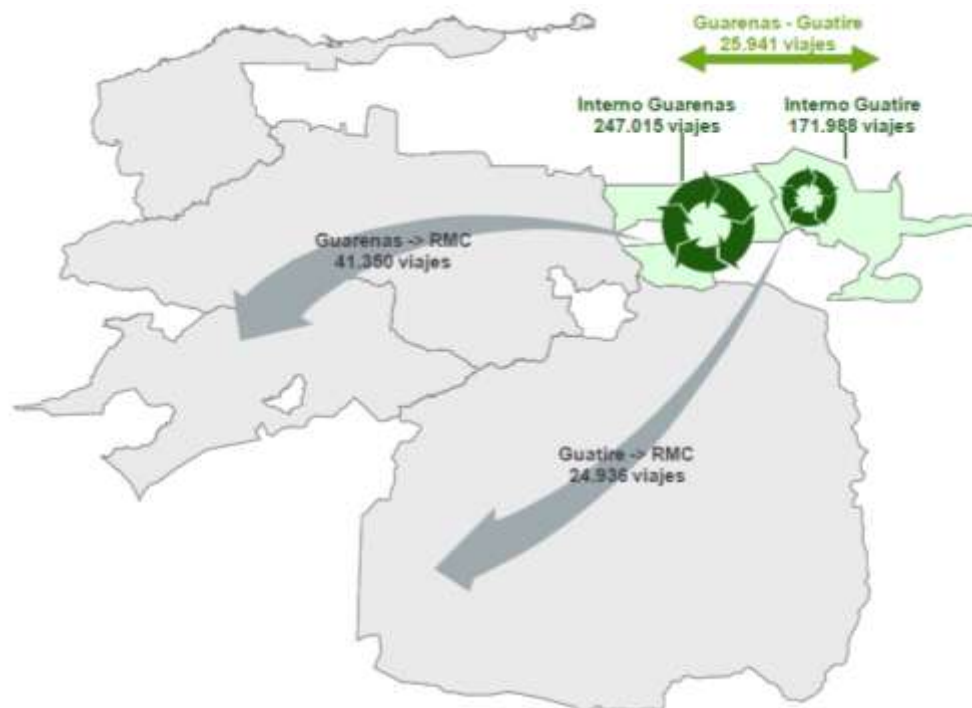 Guarenas - Guatire
25.941 viajes
Interno Guarenas
247.015 viajes
Interno Guatire
171.988 viajes
Guarenas -> RMC
41.350 viajes
Guatire -> RMC
24.936 viajes